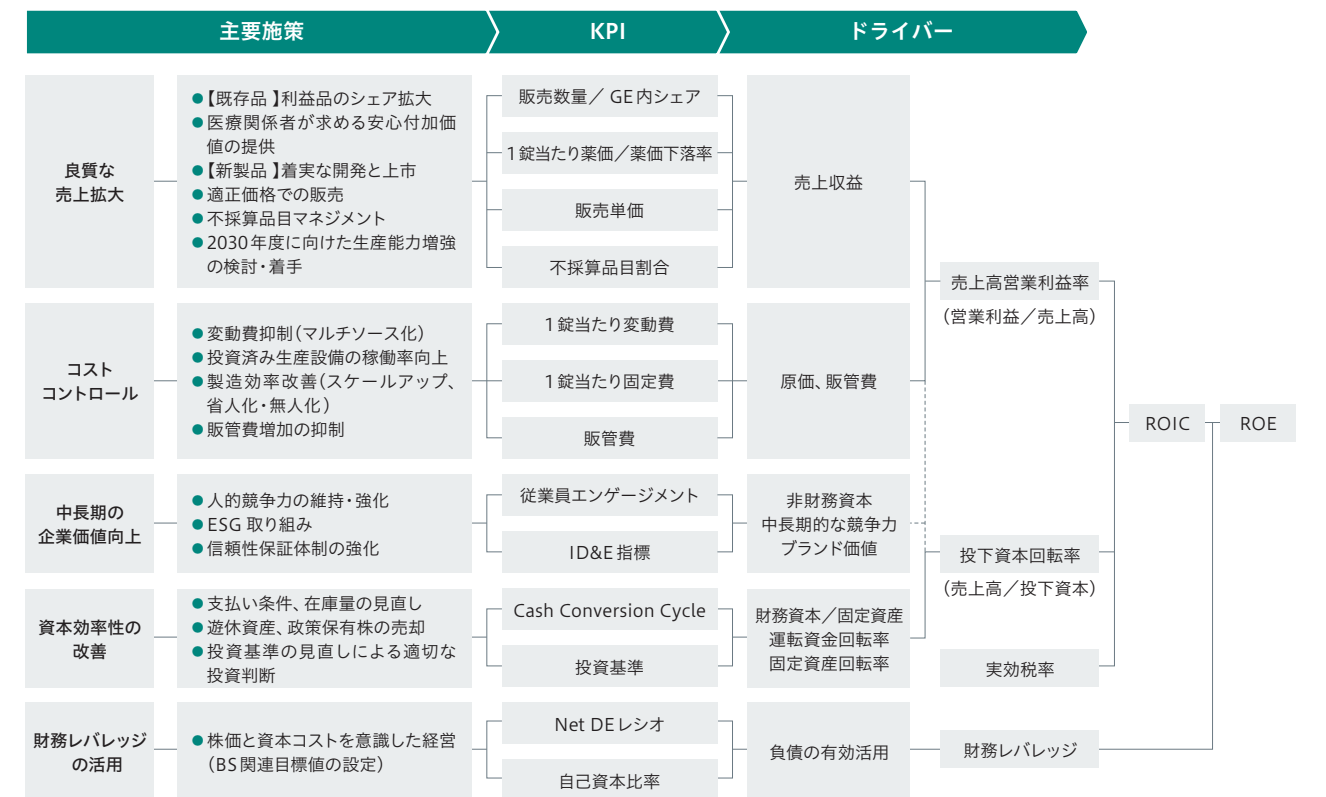 主要施策
KPI
ドライバー
良質な
売上拡大
●【既存品】利益品のシェア拡大
●医療関係者が求める安心付加価
値の提供
●【新製品】着実な開発と上市
●適正価格での販売
●不採算品目マネジメント
●2030年度に向けた生産能力増強
の検討・着手
販売数量／GE内シェア
1錠当たり薬価／薬価下落率
販売単価
不採算品目割合
売上収益
コスト
コントロール
●変動費抑制（マルチソース化）
●投資済み生産設備の稼働率向上
●製造効率改善（スケールアップ、
省人化・無人化）
●販管費増加の抑制
1錠当たり変動費
1錠当たり固定費
販管費
原価、販管費
売上高営業利益率
（営業利益／売上高）
中長期の
企業価値向上
●人的競争力の維持・強化
●ESG取り組み
●信頼性保証体制の強化
従業員エンゲージメント
ID&E指標
非財務資本
中長期的な競争力
ブランド価値
資本効率性の
改善
●支払い条件、在庫量の見直し
●遊休資産、政策保有株の売却
●投資基準の見直しによる適切な
投資判断
Cash Conversion Cycle
投資基準
財務資本／固定資産
運転資金回転率
固定資産回転率
投下資本回転率
（売上高／投下資本）
実効税率
財務レバレッジ
の活用
●株価と資本コストを意識した経営
（BS関連目標値の設定）
Net DEレシオ
自己資本比率
負債の有効活用
財務レバレッジ
ROIC
ROE